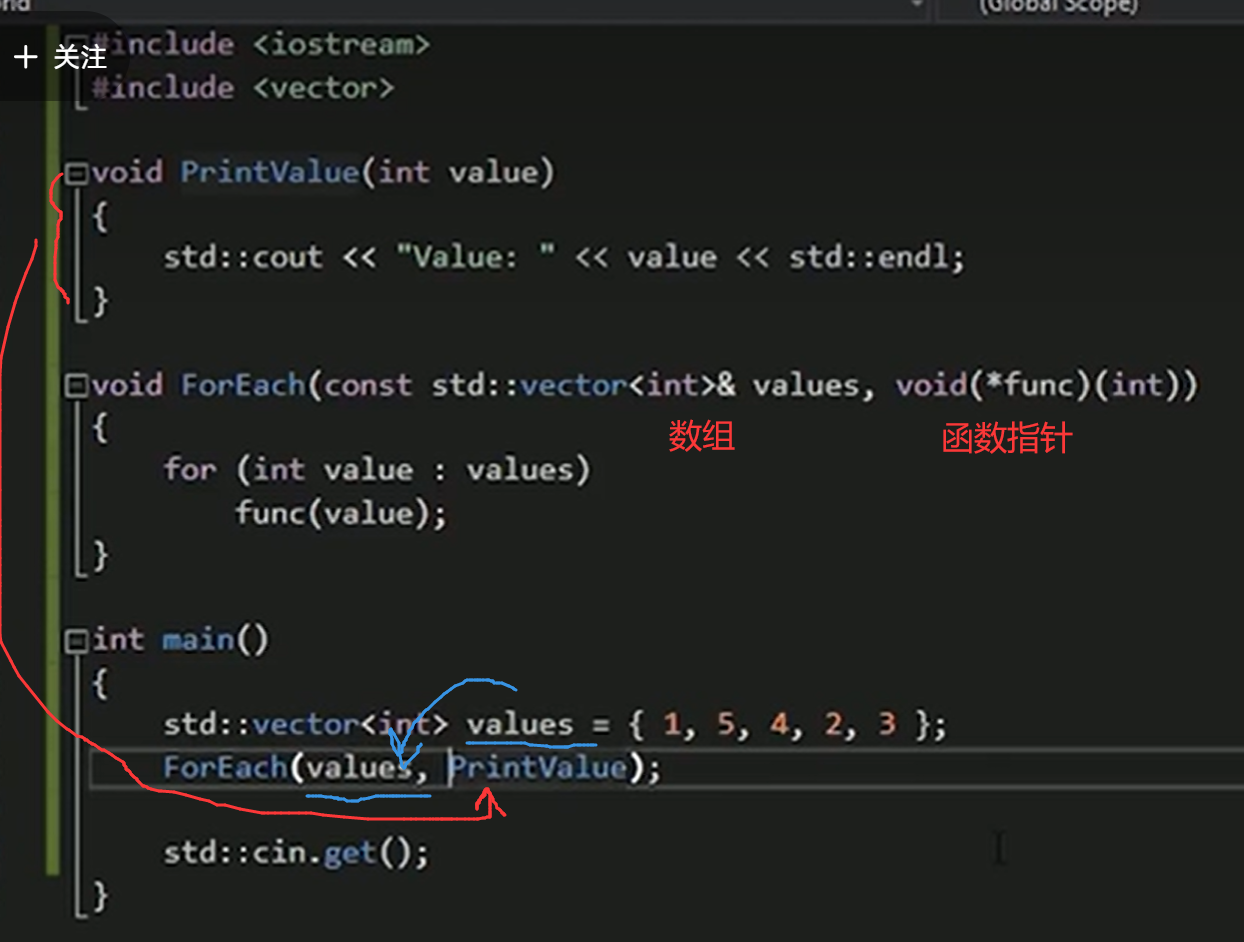 (Global Scope)
+ 关注
#include <iostream>
#include <vector>
void PrintValue(int value)
{
std::cout << "Value: " << value << std::endl;
}
void ForEach(const std::vector<int>& values, void(*func)(int))
{
数组 函数指针
for (int value : values)
func(value);
}
int main()
{
std::vector<int> values = { 1, 5, 4, 2, 3 };
ForEach(values, PrintValue);
std::cin.get();
}